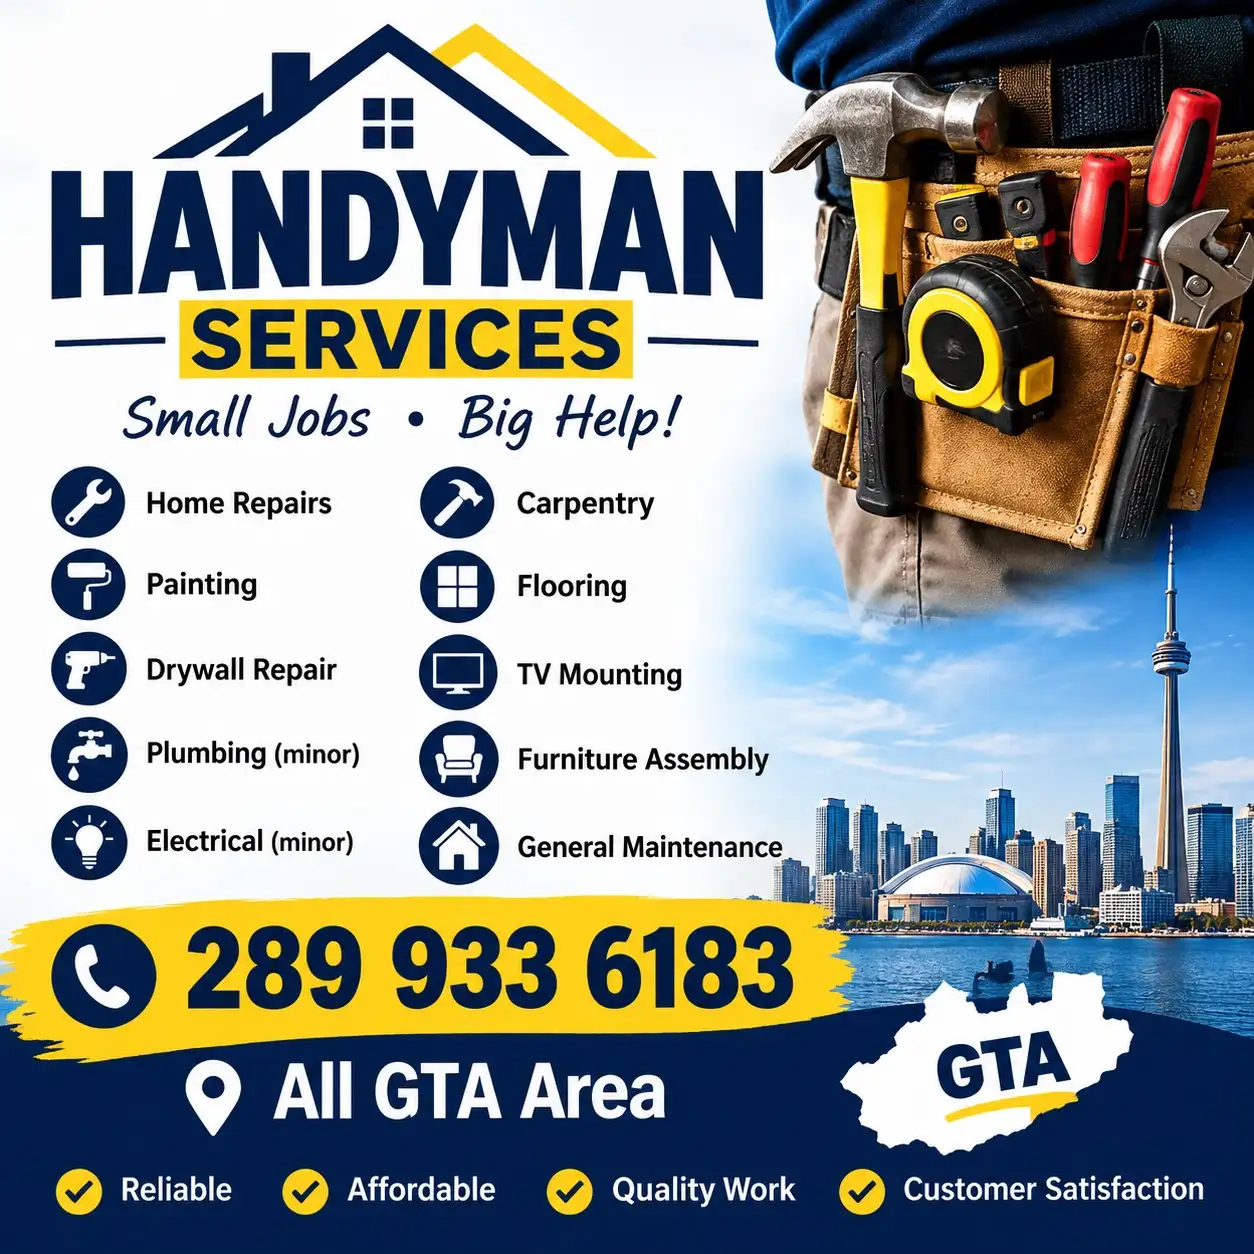 HANDYMAN
SERVICES
Small Jobs • Big Help!
Home Repairs
Painting
Drywall Repair
Plumbing (minor)
Electrical (minor)
Carpentry
Flooring
TV Mounting
Furniture Assembly
General Maintenance
289 933 6183
All GTA Area
GTA
Reliable
Affordable
Quality Work
Customer Satisfaction